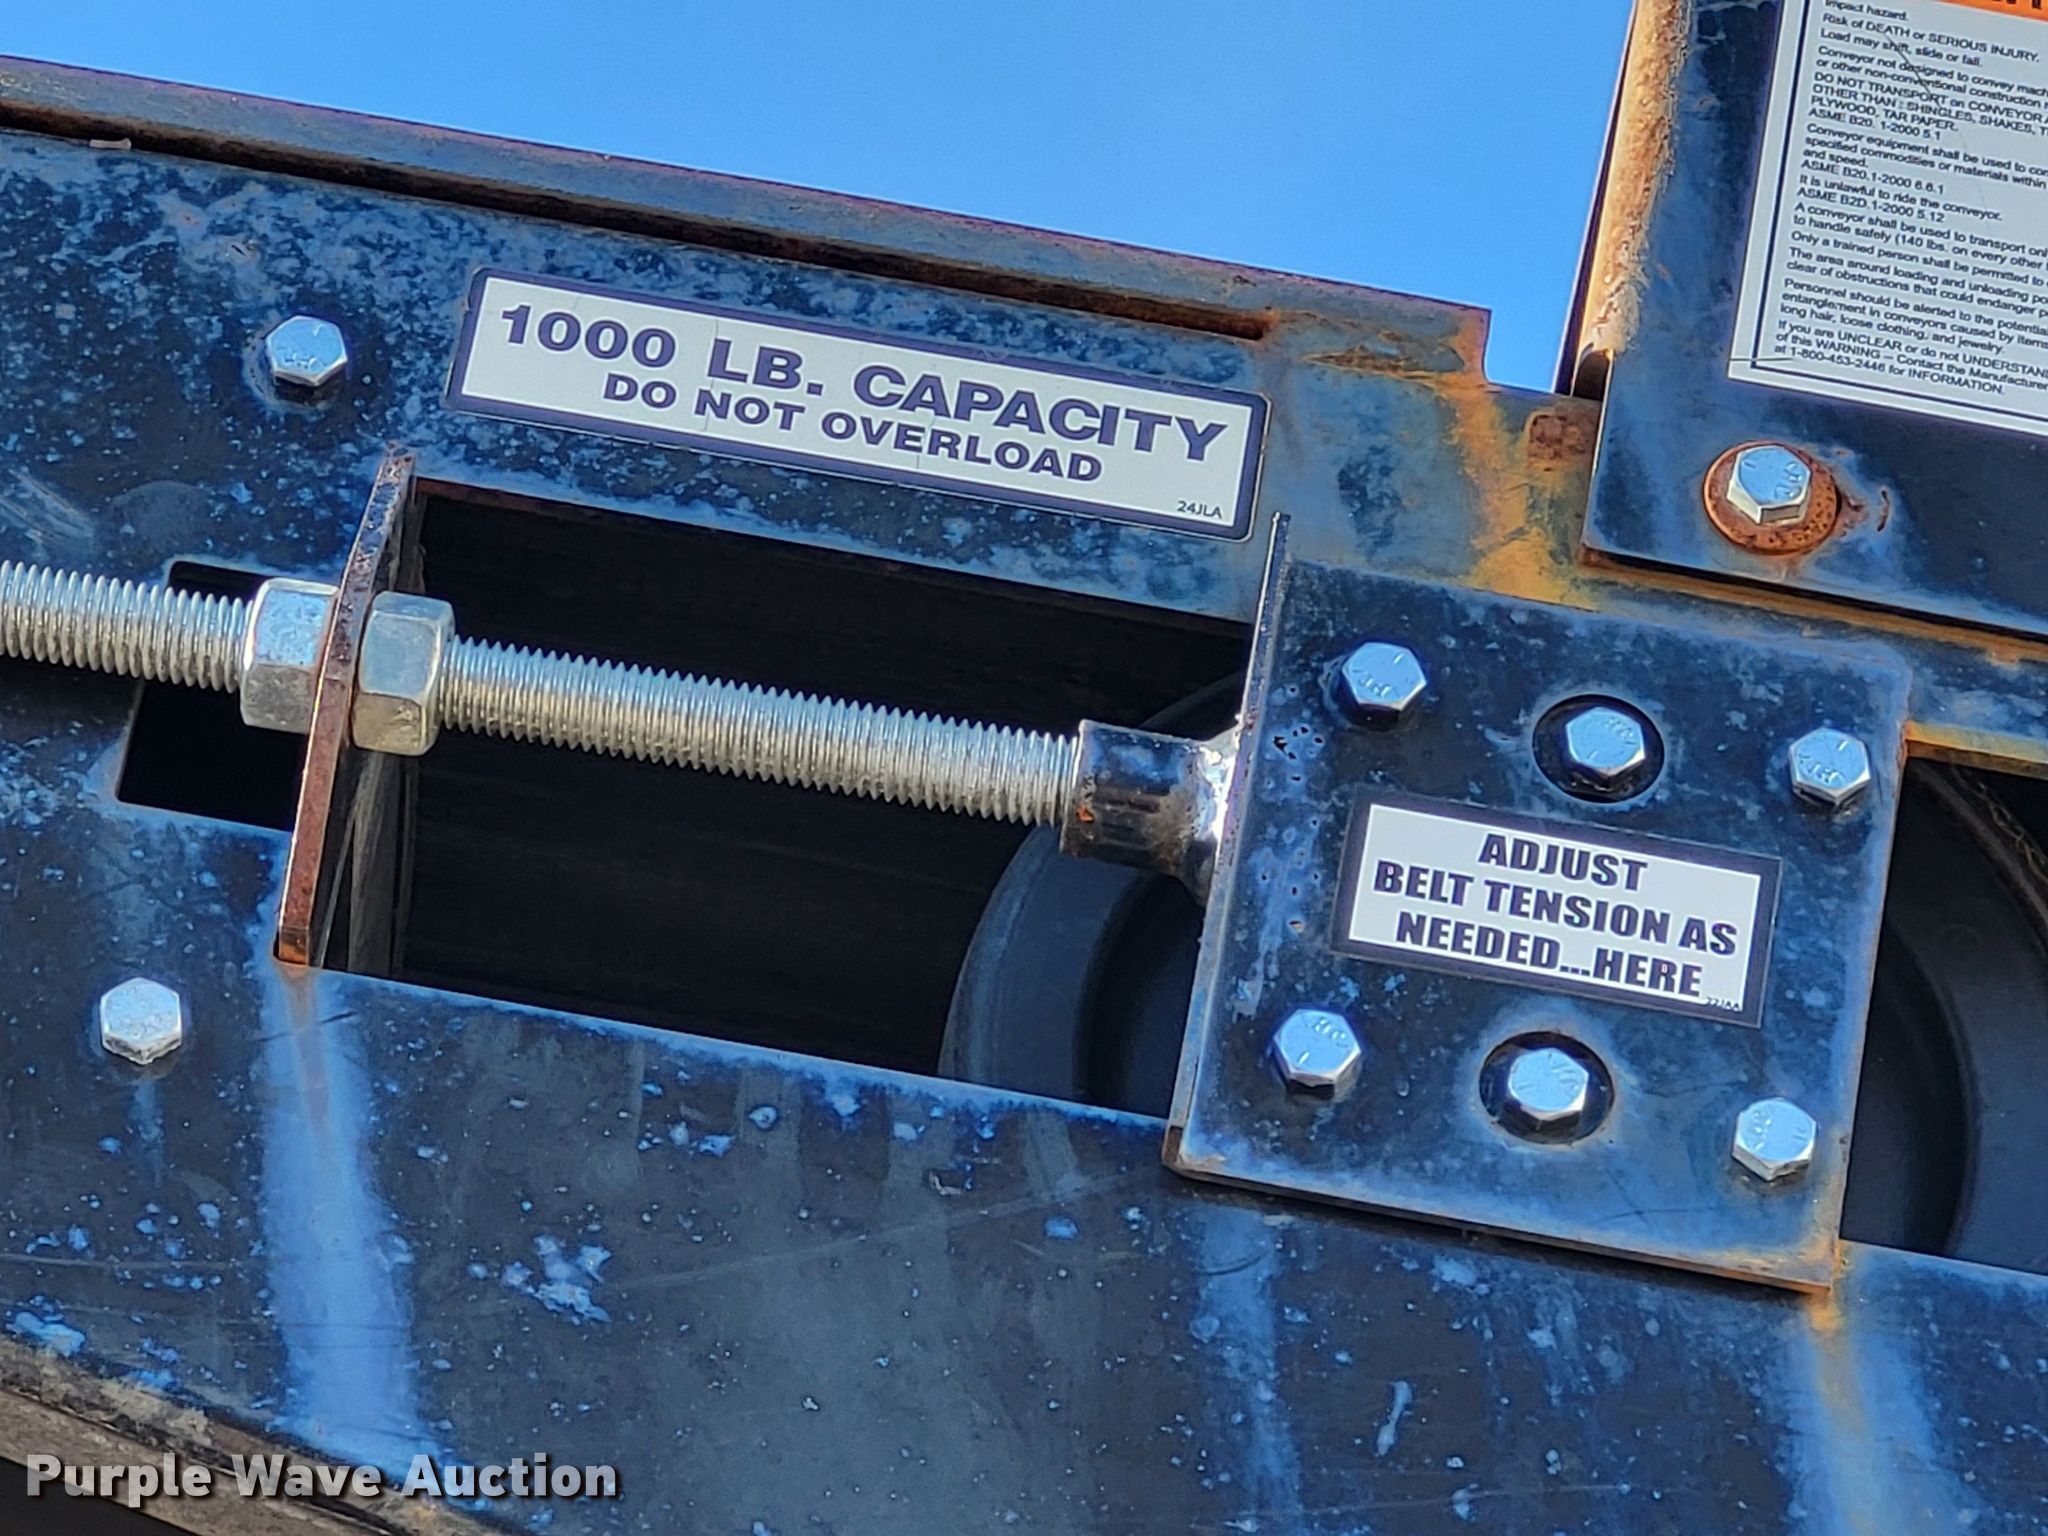 1000 LB. CAPACITY
DO NOT OVERLOAD
24JLA
ADJUST
BELT TENSION AS
NEEDED...HERE
22JAA
Impact hazard.
Risk of DEATH or SERIOUS INJURY.
Load may shift, slide or fall.
Conveyor not designed to convey
or other non-conventional construction
DO NOT TRANSPORT on CONVEYOR
OTHER THAN : SHINGLES, SHAKES,
PLYWOOD, TAR PAPER.
ASME B20. 1-2000 5.1
Conveyor equipment shall be used to
specified commodities or materials within
and speed.
ASME B20.1-2000 6.6.1
It is unlawful to ride the conveyor.
ASME B2D.1-2000 5.12
A conveyor shall be used to transport
to handle safely (140 lbs. on every other
Only a trained person shall be permitted to
The area around loading and unloading
clear of obstructions that could endanger
Personnel should be alerted to the potential
entanglement in conveyors caused by items
long hair, loose clothing, and jewelry.
If you are UNCLEAR or do not UNDERSTAND
of this WARNING – Contact the Manufacturer
at 1-800-453-2446 for INFORMATION.
Purple Wave Auction